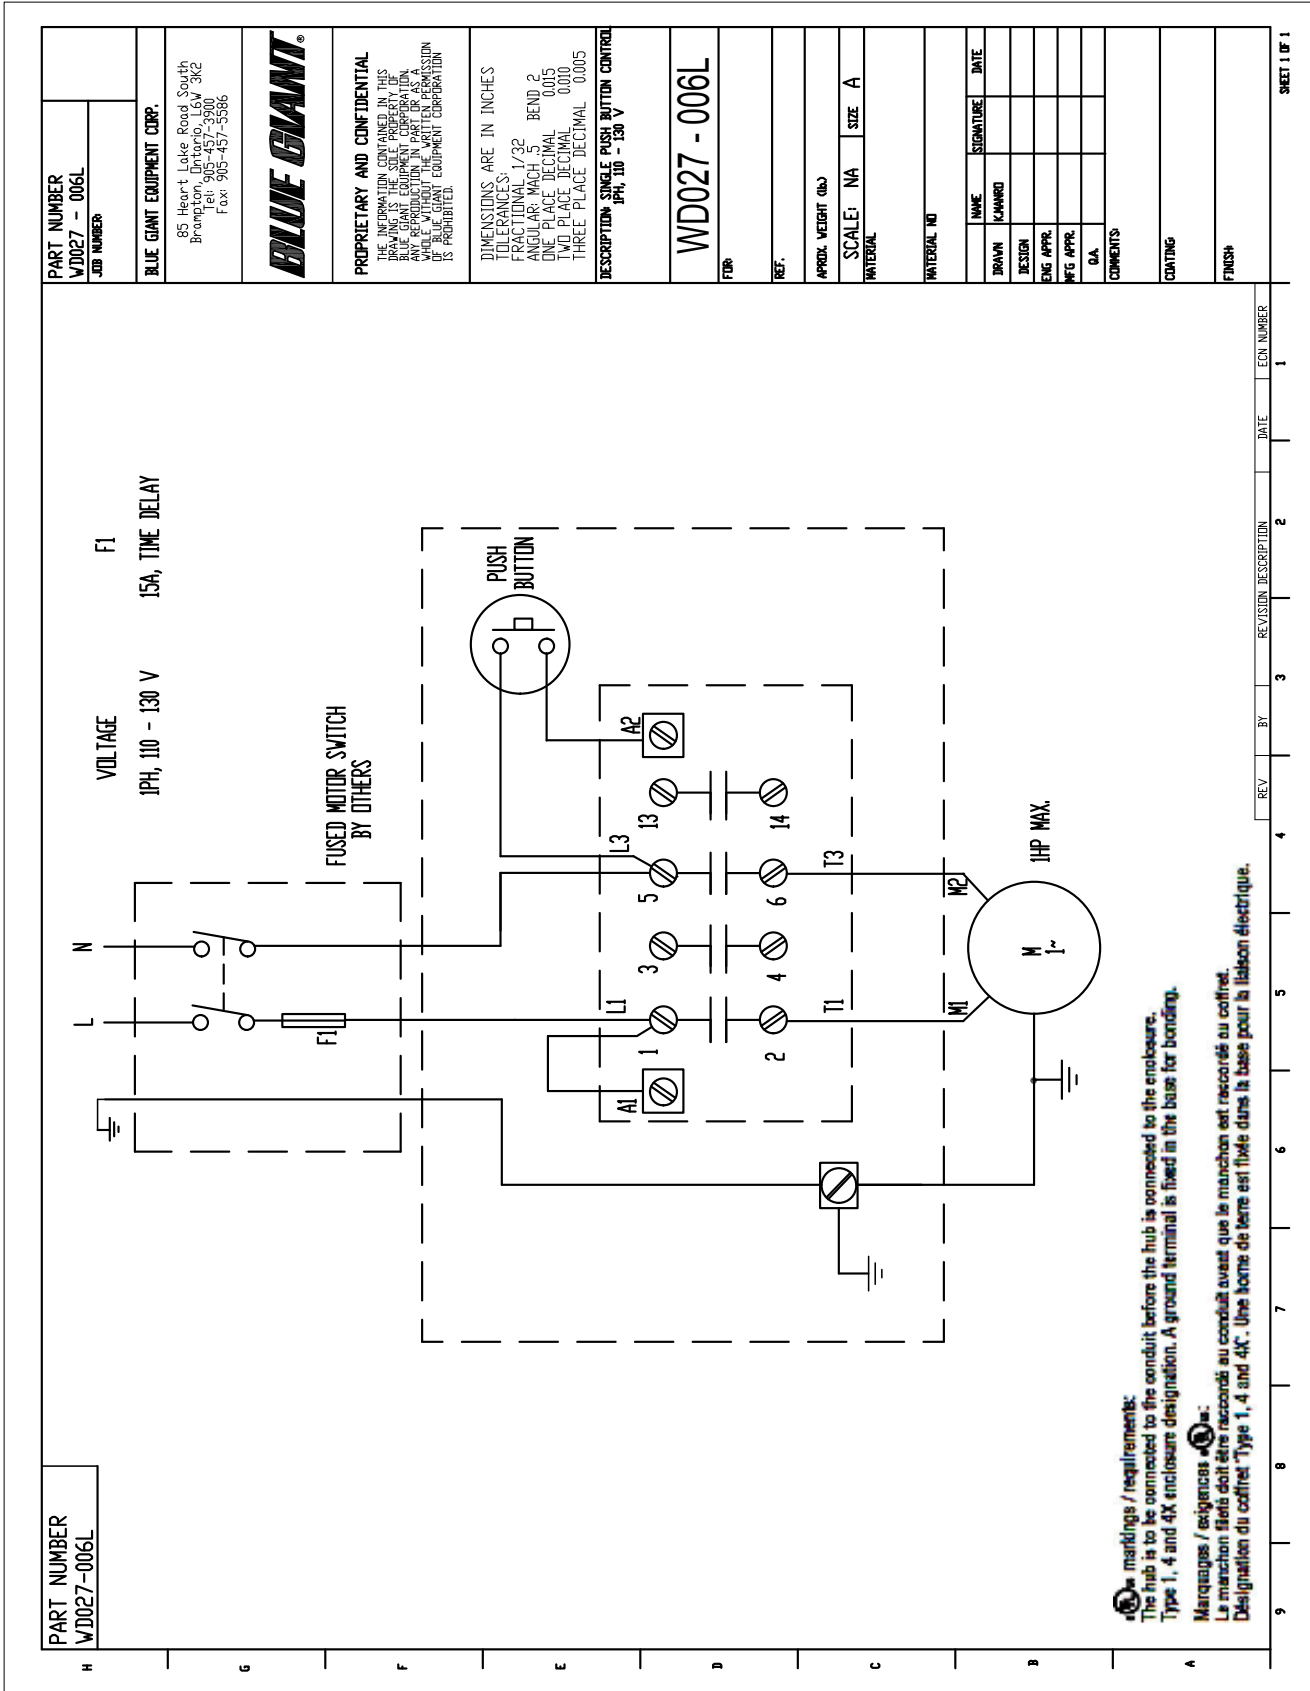 PART NUMBER
WD027-006L
VOLTAGE
F1
1PH, 110 - 130 V
15A, TIME DELAY
L
N
F1
FUSED MOTOR SWITCH
BY OTHERS
PUSH
BUTTON
A1
L1
L3
A2
1
3
5
13
2
4
6
14
T1
T3
M1
M2
M
1~
1HP MAX.
markings / requirements:
The hub is to be connected to the conduit before the hub is connected to the enclosure.
Type 1, 4 and 4X enclosure designation. A ground terminal is fixed in the base for bonding.
Marquages / exigences
Le manchon fileté doit être raccordé au conduit avant que le manchon est raccordé au coffret.
Désignation du coffret "Type 1, 4 and 4X". Une borne de terre est fixée dans la base pour la liaison électrique.
PART NUMBER
WD027 - 006L
JOB NUMBER:
BLUE GIANT EQUIPMENT CORP.
85 Heart Lake Road South
Brampton, Ontario, L6W 3K2
Tel: 905-457-3900
Fax: 905-457-5586
BLUE GIANT®
PROPRIETARY AND CONFIDENTIAL
THE INFORMATION CONTAINED IN THIS
DRAWING IS THE SOLE PROPERTY OF
BLUE GIANT EQUIPMENT CORPORATION.
ANY REPRODUCTION IN PART OR AS A
WHOLE WITHOUT THE WRITTEN PERMISSION
OF BLUE GIANT EQUIPMENT CORPORATION
IS PROHIBITED.
DIMENSIONS ARE IN INCHES
TOLERANCES:
FRACTIONAL 1/32
ANGULAR: MACH .5 BEND 2
ONE PLACE DECIMAL 0.015
TWO PLACE DECIMAL 0.010
THREE PLACE DECIMAL 0.005
DESCRIPTION: SINGLE PUSH BUTTON CONTROL
1PH, 110 - 130 V
WD027 - 006L
FOR:
REF.
APROX. WEIGHT (Lb.)
SCALE: NA SIZE A
MATERIAL
MATERIAL NO
NAME SIGNATURE DATE
DRAWN K.MANRO
DESIGN
ENG APPR.
MFG APPR.
Q.A.
COMMENTS:
COATING:
FINISH:
REV BY REVISION DESCRIPTION DATE ECN NUMBER
9 8 7 6 5 4 3 2 1
H
G
F
E
D
C
B
A
SHEET 1 OF 1